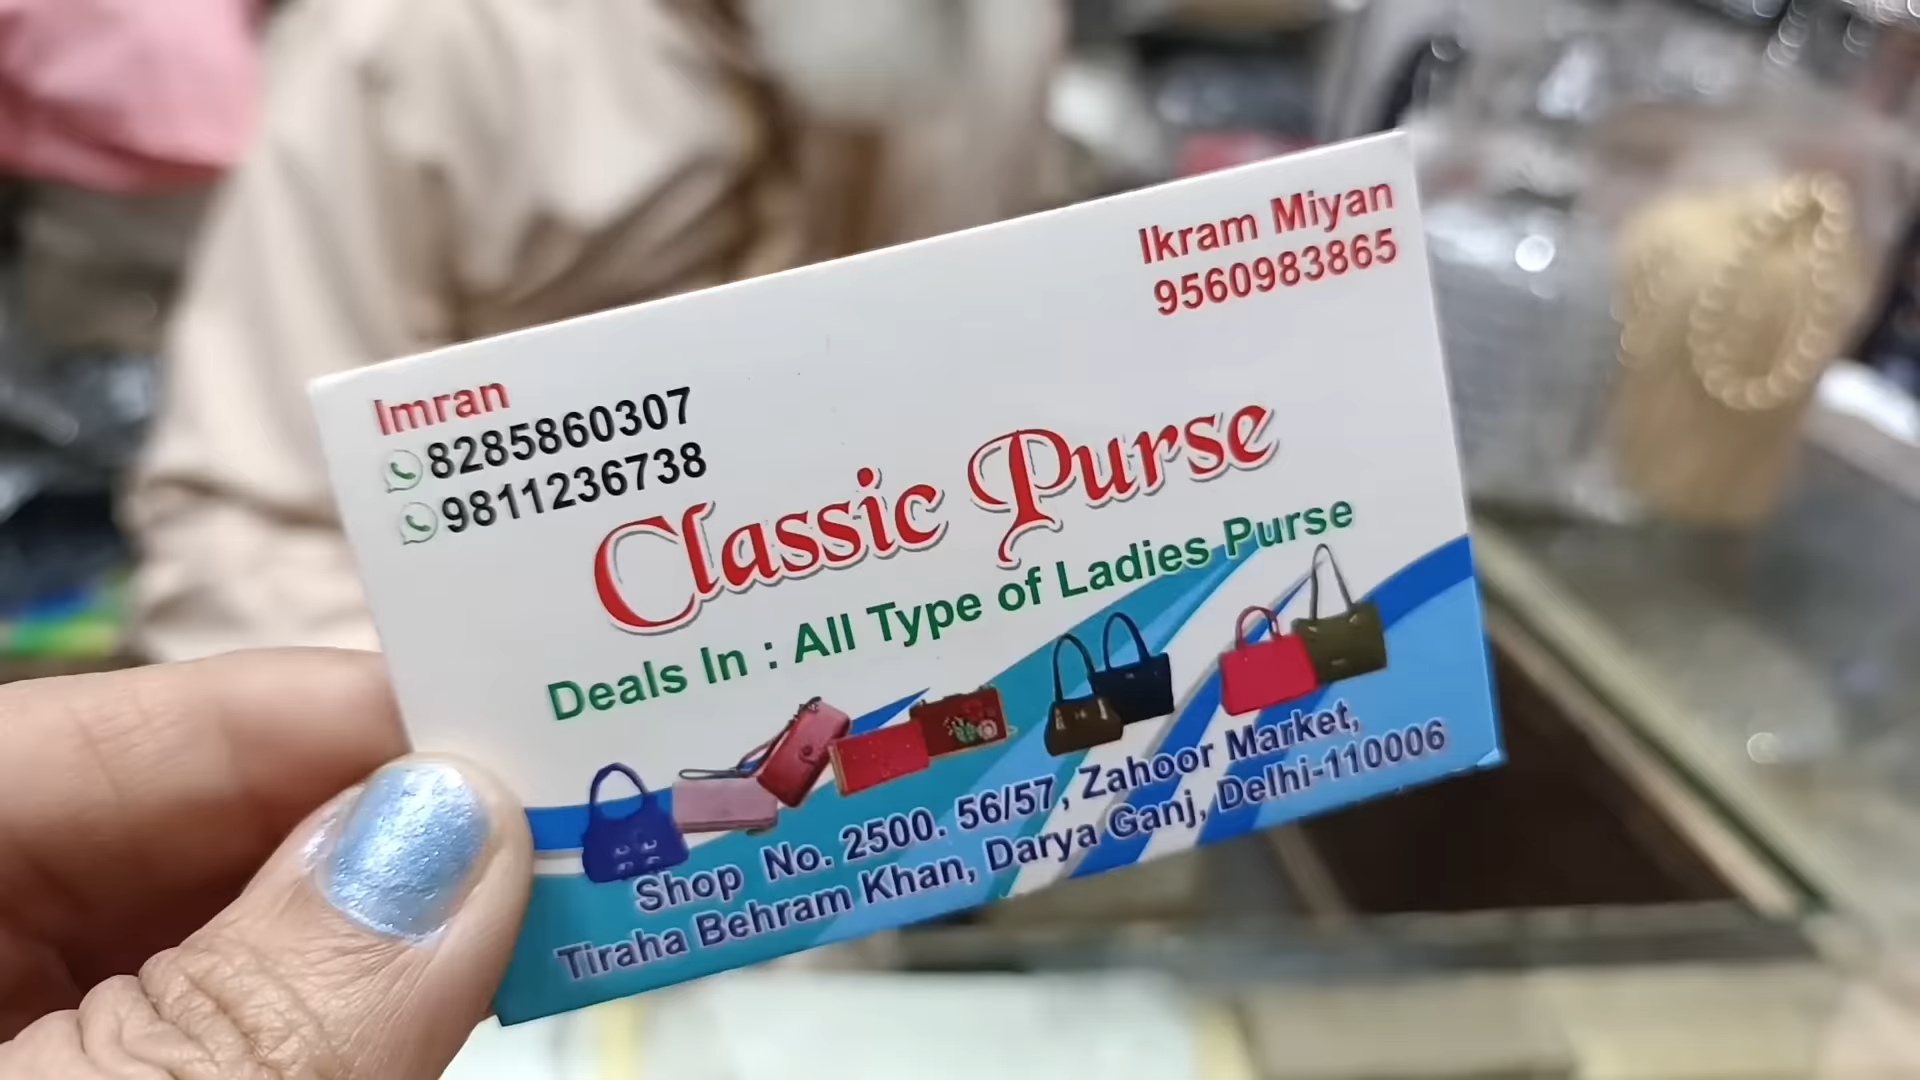 Imran
8285860307
9811236738
Ikram Miyan
9560983865
Classic Purse
Deals In : All Type of Ladies Purse
Shop No. 2500. 56/57, Zahoor Market,
Tiraha Behram Khan, Darya Ganj, Delhi-110006